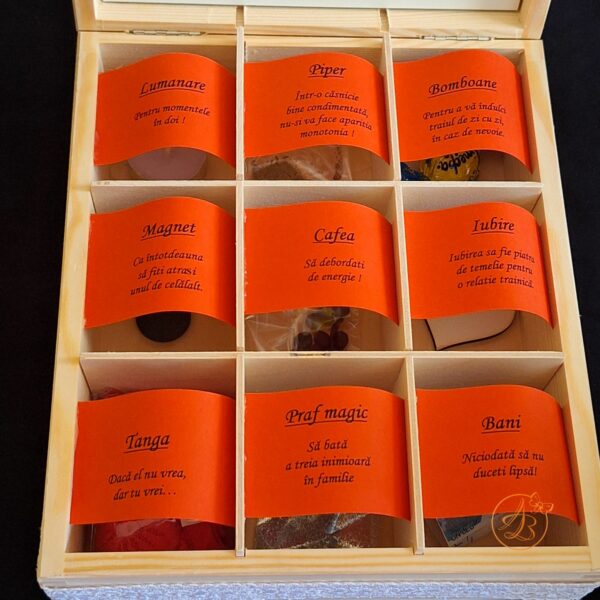 Lumanare
Pentru momentele
în doi !
Piper
Într-o căsnicie
bine condimentată,
nu-si va face aparitia
monotonia !
Bomboane
Pentru a vă îndulci
traiul de zi cu zi,
în caz de nevoie.
Magnet
Ca întotdeauna
să fiti atrasi
unul de celălalt.
Cafea
Să debordati
de energie !
Iubire
Iubirea sa fie piatra
de temelie pentru
o relatie trainică.
Tanga
Dacă el nu vrea,
dar tu vrei...
Praf magic
Să bată
a treia inimioară
în familie
Bani
Niciodată să nu
duceti lipsă!